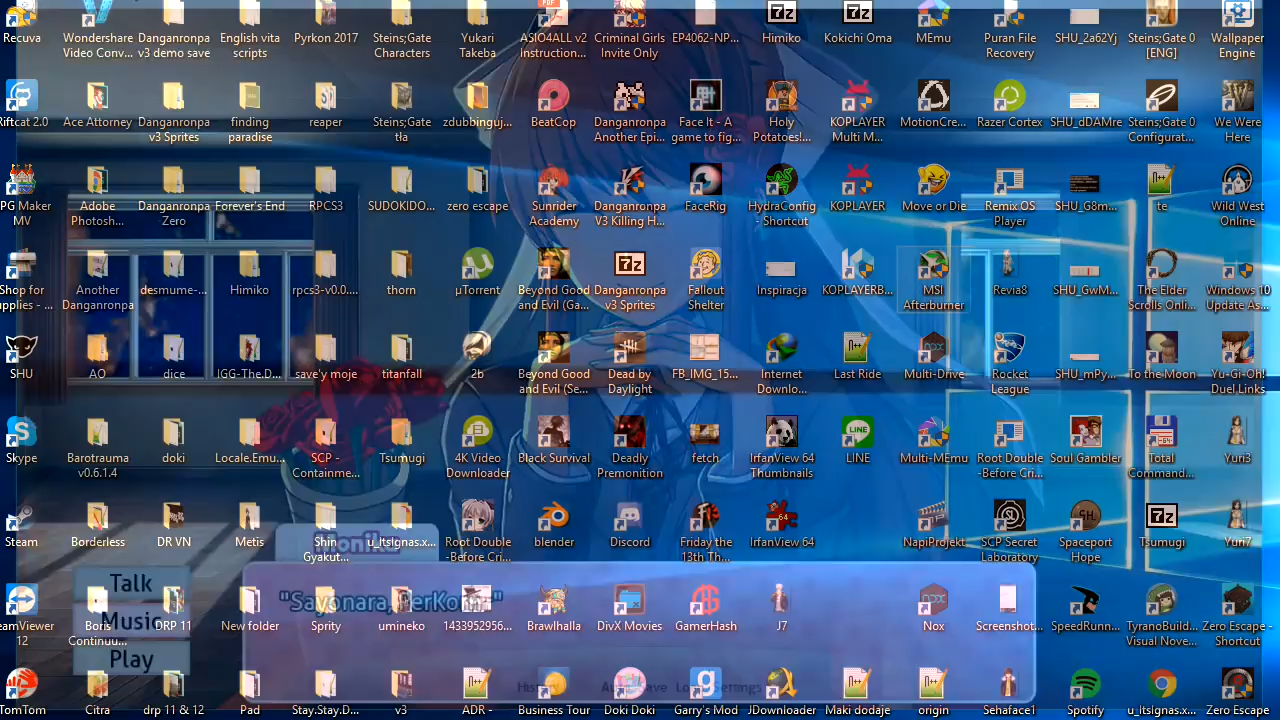 Recuva
Wondershare Video Conv...
Danganronpa v3 demo save
English vita scripts
Pyrkon 2017
Steins;Gate Characters
Yukari Takeba
ASIO4ALL v2 Instruction...
Criminal Girls Invite Only
EP4062-NP...
Himiko
Kokichi Oma
MEmu
Puran File Recovery
SHU_2a62Yj
Steins;Gate 0 [ENG]
Wallpaper Engine
Riftcat 2.0
Ace Attorney
Danganronpa v3 Sprites
finding paradise
reaper
Steins;Gate tła
zdubbinguj...
BeatCop
Danganronpa Another Epi...
Face It - A game to fig...
Holy Potatoes!...
KOPLAYER Multi M...
MotionCre...
Razer Cortex
SHU_dDAMre
Steins;Gate 0 Configurat...
We Were Here
PG Maker MV
Adobe Photosh...
Danganronpa Zero
Forever's End
RPCS3
SUDOKIDO...
zero escape
Sunrider Academy
Danganronpa V3 Killing H...
FaceRig
HydraConfig - Shortcut
KOPLAYER
Move or Die
Remix OS Player
SHU_G8m...
te
Wild West Online
Shop for
pplies - ...
Another Danganronpa
desmume-...
Himiko
rpcs3-v0.0....
thorn
µTorrent
Beyond Good and Evil (Ga...
Danganronpa v3 Sprites
Fallout Shelter
Inspiracja
KOPLAYERB...
MSI Afterburner
Revia8
SHU_GwM...
The Elder Scrolls Onli...
Windows 10 Update As...
SHU
AO
dice
IGG-The.D...
save'y moje
titanfall
2b
Beyond Good and Evil (Se...
Dead by Daylight
FB_IMG_15...
Internet Downlo...
Last Ride
Multi-Drive
Rocket League
SHU_mPy...
To the Moon
Yu-Gi-Oh! Duel Links
Skype
Barotrauma v0.6.1.4
doki
Locale.Emu...
SCP - Containme...
Tsumugi
4K Video Downloader
Black Survival
Deadly Premonition
fetch
IrfanView 64 Thumbnails
LINE
Multi-MEmu
Root Double -Before Cri...
Soul Gambler
Total Command...
Yuri3
Steam
Borderless
DR VN
Metis
Shin Gyakut...
u_ltsIgnas.x...
Root Double -Before Cri...
blender
Discord
Friday the 13th Th...
IrfanView 64
NapiProjekt
SCP Secret Laboratory
Spaceport Hope
Tsumugi
Yuri7
Monika
Talk
Music
Play
"Sayonara, PerKone"
eamViewer 12
Boris Continuu...
DRP 11
New folder
Sprity
umineko
1433952956...
Brawlhalla
DivX Movies
GamerHash
J7
Nox
Screenshot...
SpeedRunn...
TyranoBuild... Visual Nove...
Zero Escape - Shortcut
TomTom
Citra
drp 11 & 12
Pad
Stay.Stay.D...
v3
ADR -
Business Tour
Doki Doki
Garry's Mod
JDownloader
Maki dodaje
origin
Sehaface1
Spotify
u_ltsIgnas.x...
Zero Escape
Settings